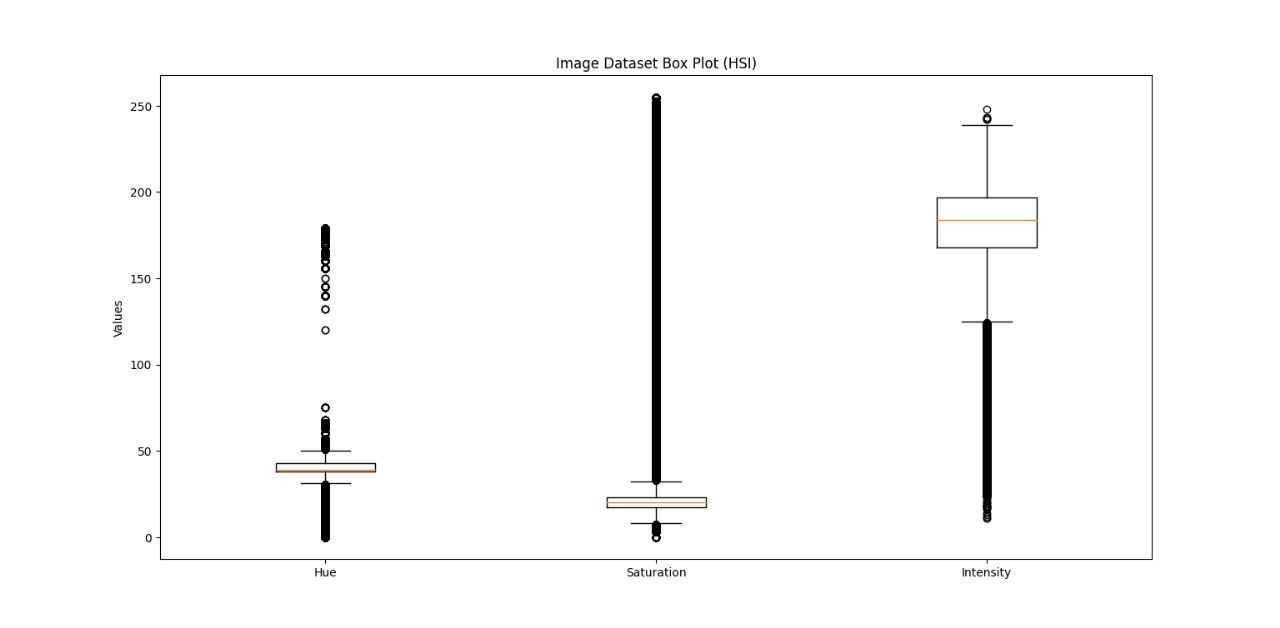 Image Dataset Box Plot (HSI)
Values
250
200
150
100
50
0
Hue Saturation Intensity